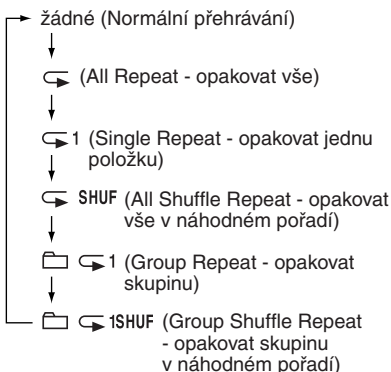 žádné (Normální přehrávání)
(All Repeat - opakovat vše)
1 (Single Repeat - opakovat jednu
položku)
SHUF (All Shuffle Repeat - opakovat
vše v náhodném pořadí)
1 (Group Repeat - opakovat
skupinu)
1SHUF (Group Shuffle Repeat
- opakovat skupinu
v náhodném pořadí)